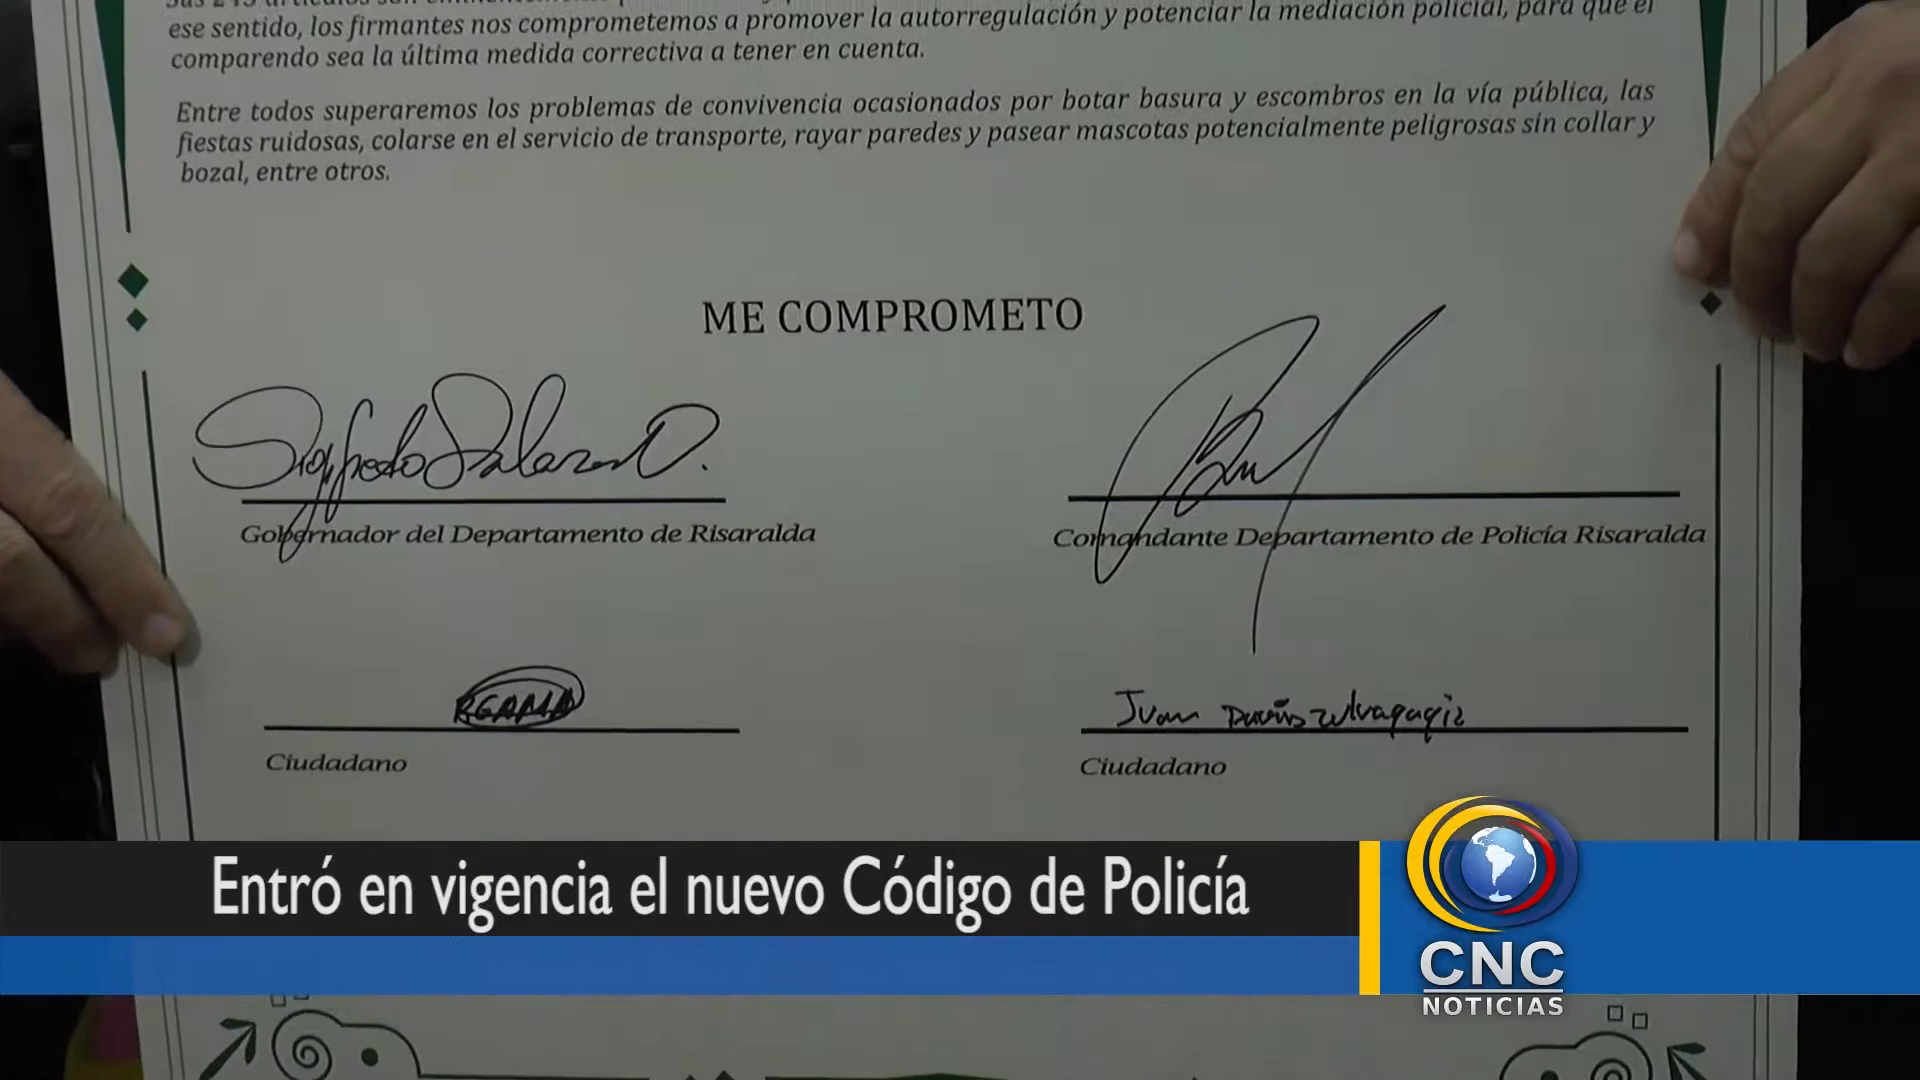 ese sentido, los firmantes nos comprometemos a promover la autorregulación y potenciar la mediación policial, para que el
comparendo sea la última medida correctiva a tener en cuenta.
Entre todos superaremos los problemas de convivencia ocasionados por botar basura y escombros en la vía pública, las
fiestas ruidosas, colarse en el servicio de transporte, rayar paredes y pasear mascotas potencialmente peligrosas sin collar y
bozal, entre otros.
ME COMPROMETO
Sigifredo Salazar O.
Gobernador del Departamento de Risaralda
Comandante Departamento de Policía Risaralda
Juan
Ciudadano
Ciudadano
Entró en vigencia el nuevo Código de Policía
CNC
NOTICIAS